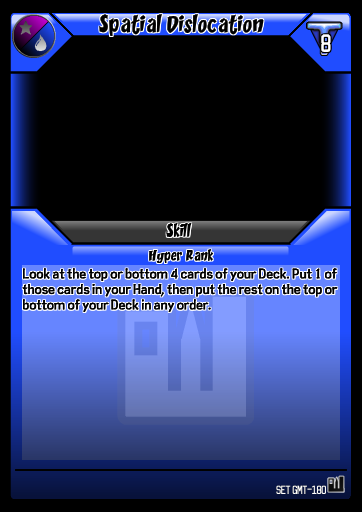 Spatial Dislocation
8
Skill
Hyper Rank
Look at the top or bottom 4 cards of your Deck. Put 1 of
those cards in your Hand, then put the rest on the top or
bottom of your Deck in any order.
SET GMT-180